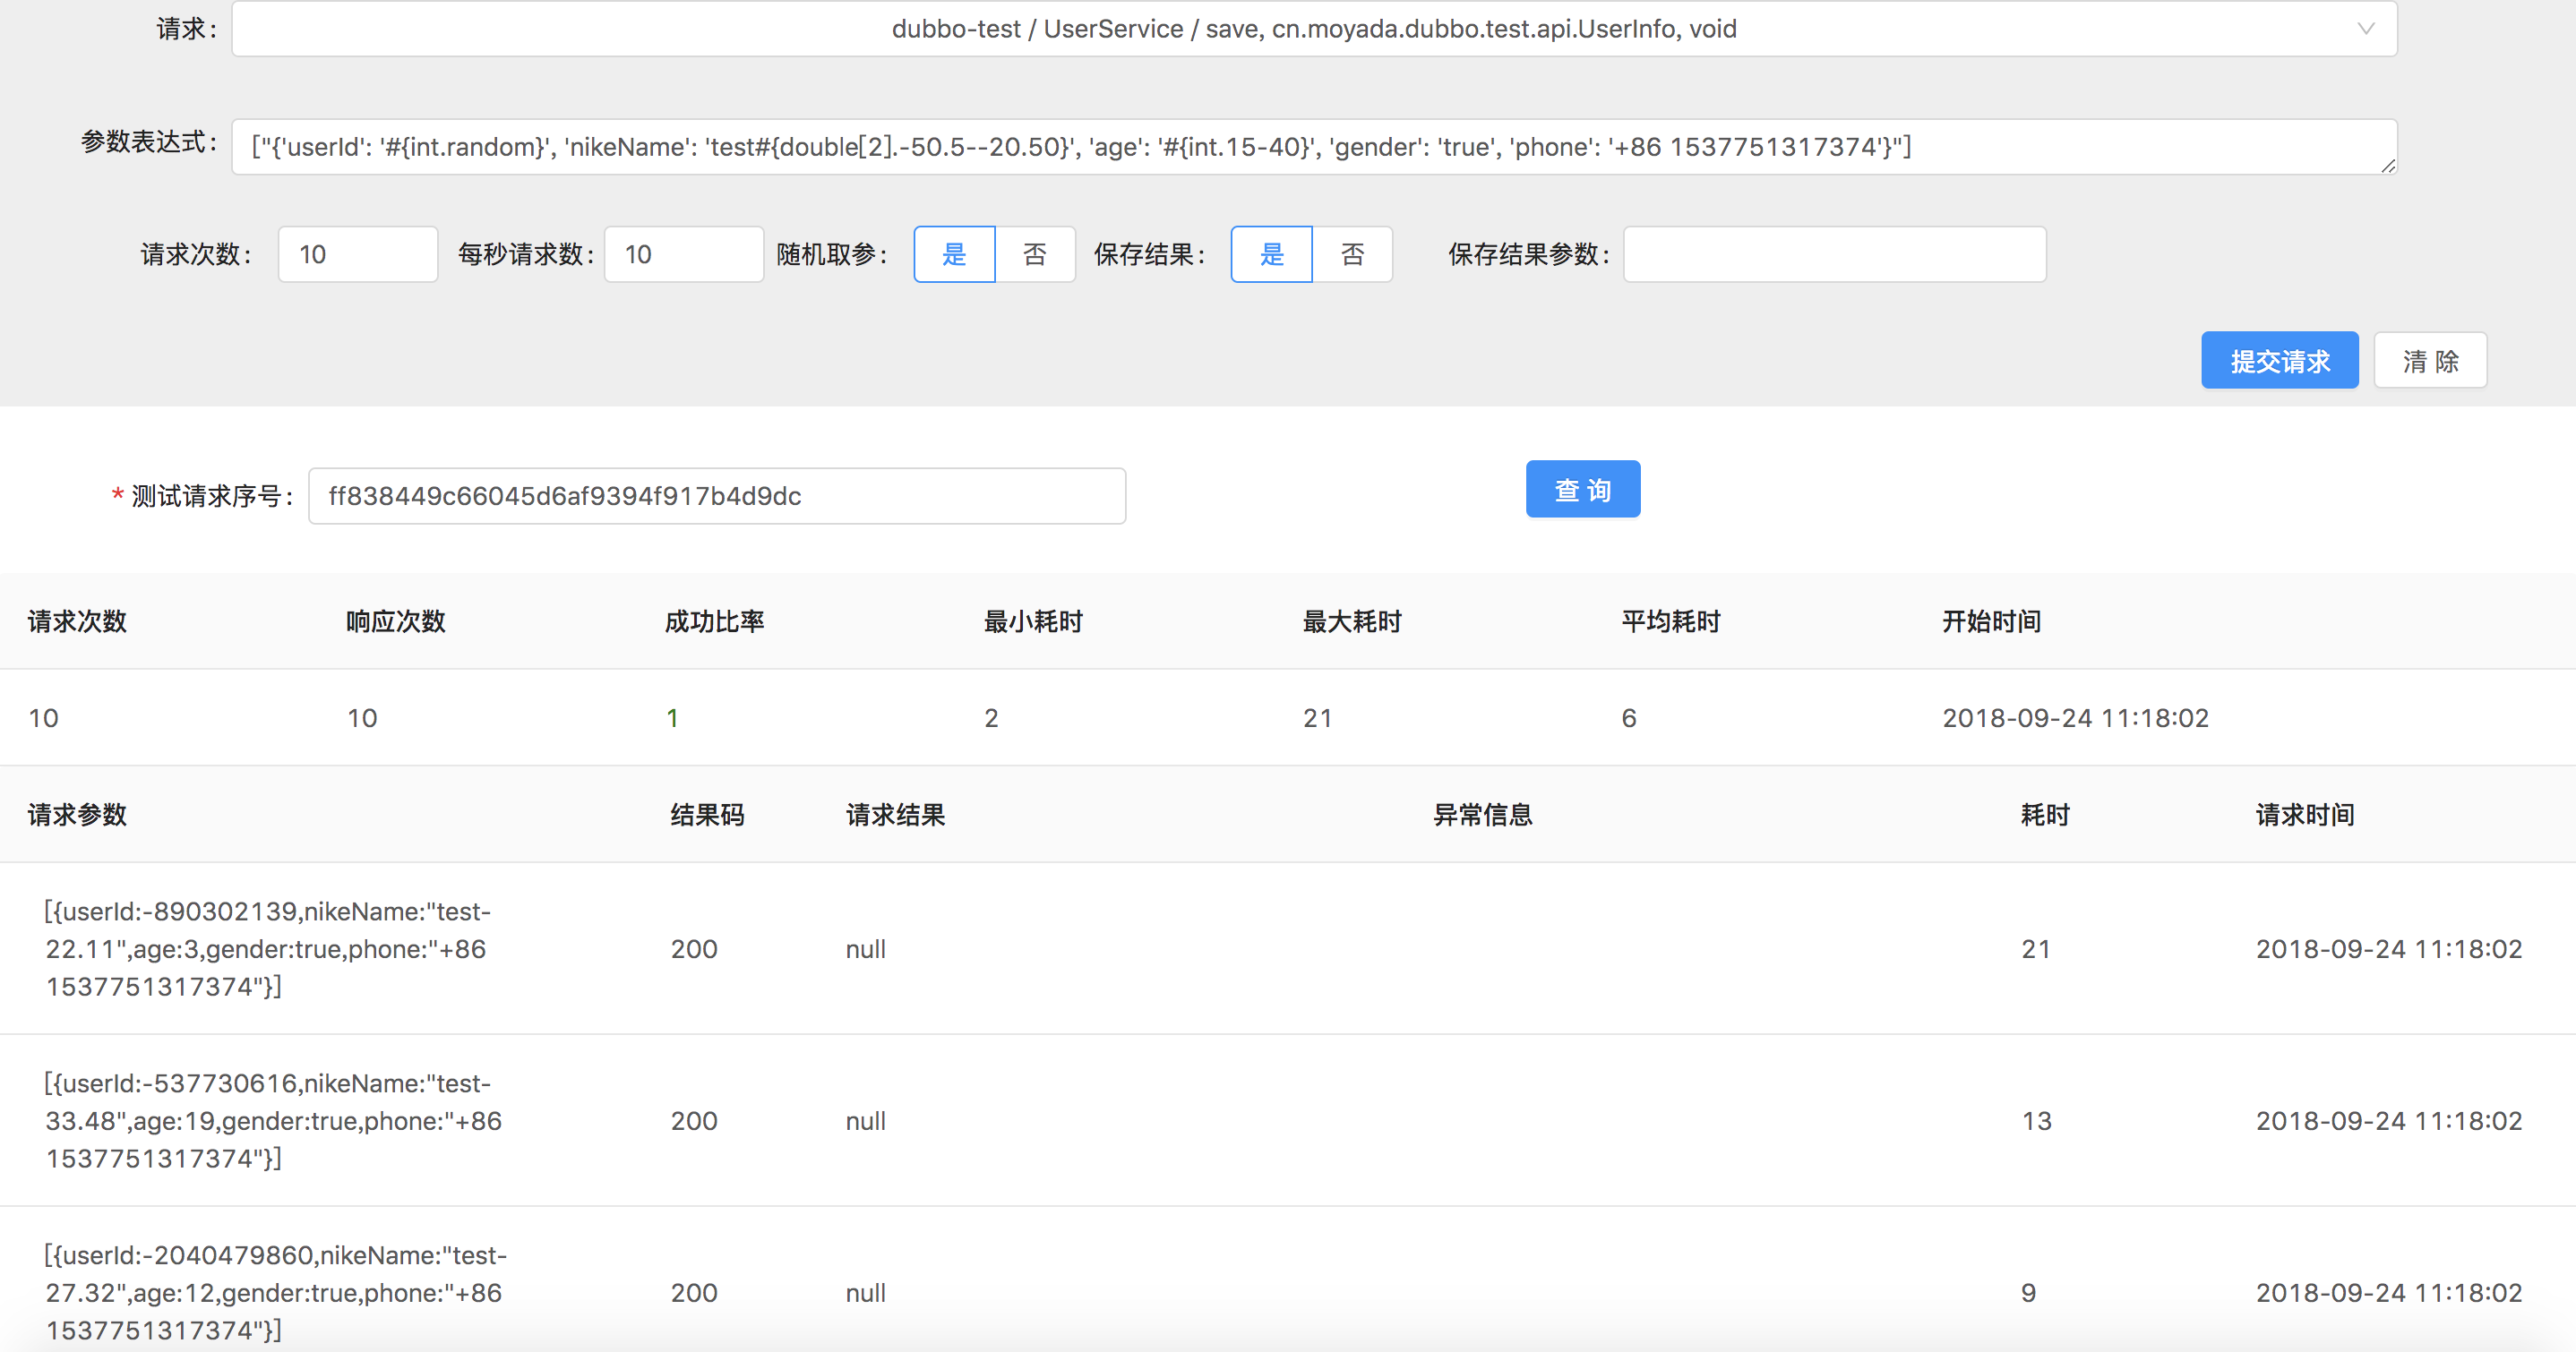 请求: dubbo-test / UserService / save, cn.moyada.dubbo.test.api.UserInfo, void
参数表达式: ["{'userId': '#{int.random}', 'nikeName': 'test#{double[2].-50.5--20.50}', 'age': '#{int.15-40}', 'gender': 'true', 'phone': '+86 1537751317374'}"]
请求次数: 10 每秒请求数: 10 随机取参: 是 否 保存结果: 是 否 保存结果参数:
提交请求 清 除
* 测试请求序号: ff838449c66045d6af9394f917b4d9dc 查 询
请求次数 响应次数 成功比率 最小耗时 最大耗时 平均耗时 开始时间
10 10 1 2 21 6 2018-09-24 11:18:02
请求参数 结果码 请求结果 异常信息 耗时 请求时间
[{userId:-890302139,nikeName:"test-
22.11",age:3,gender:true,phone:"+86 200 null 21 2018-09-24 11:18:02
1537751317374"}]
[{userId:-537730616,nikeName:"test-
33.48",age:19,gender:true,phone:"+86 200 null 13 2018-09-24 11:18:02
1537751317374"}]
[{userId:-2040479860,nikeName:"test-
27.32",age:12,gender:true,phone:"+86 200 null 9 2018-09-24 11:18:02
1537751317374"}]